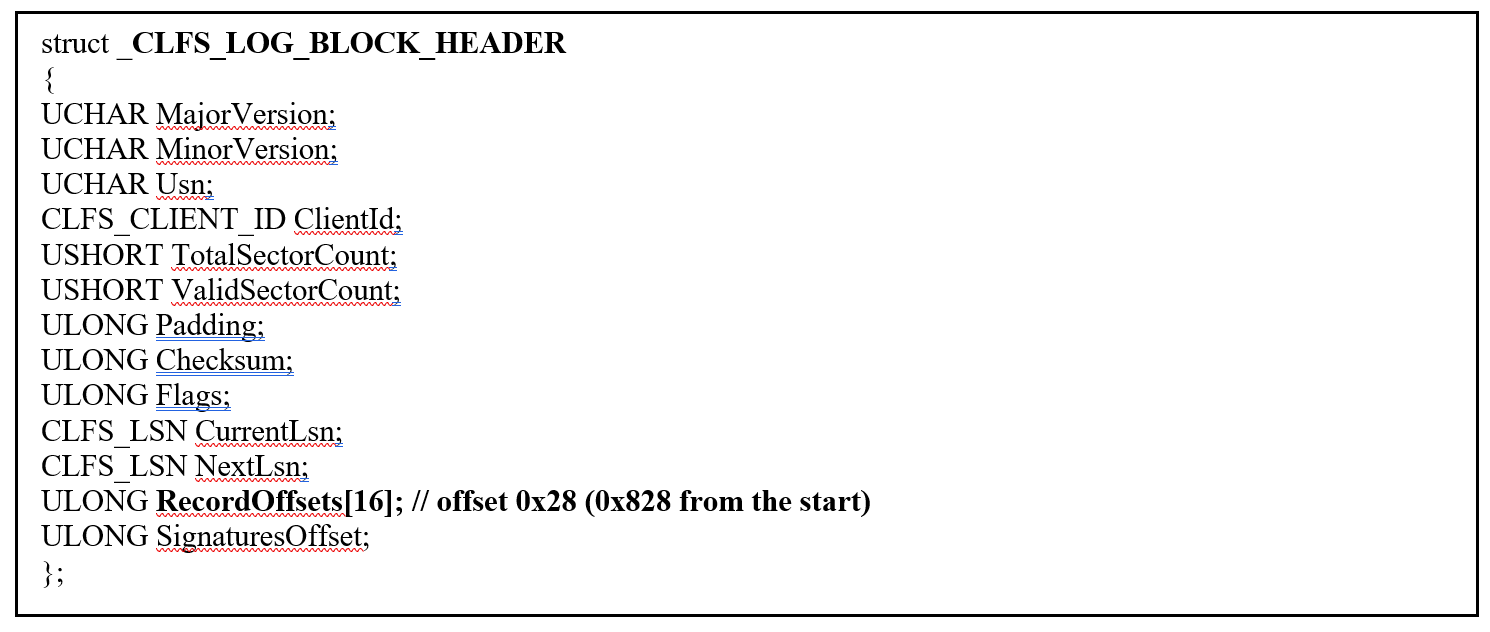 struct _CLFS_LOG_BLOCK_HEADER
{
UCHAR MajorVersion;
UCHAR MinorVersion;
UCHAR Usn;
CLFS_CLIENT_ID ClientId;
USHORT TotalSectorCount;
USHORT ValidSectorCount;
ULONG Padding;
ULONG Checksum;
ULONG Flags;
CLFS_LSN CurrentLsn;
CLFS_LSN NextLsn;
ULONG RecordOffsets[16]; // offset 0x28 (0x828 from the start)
ULONG SignaturesOffset;
};